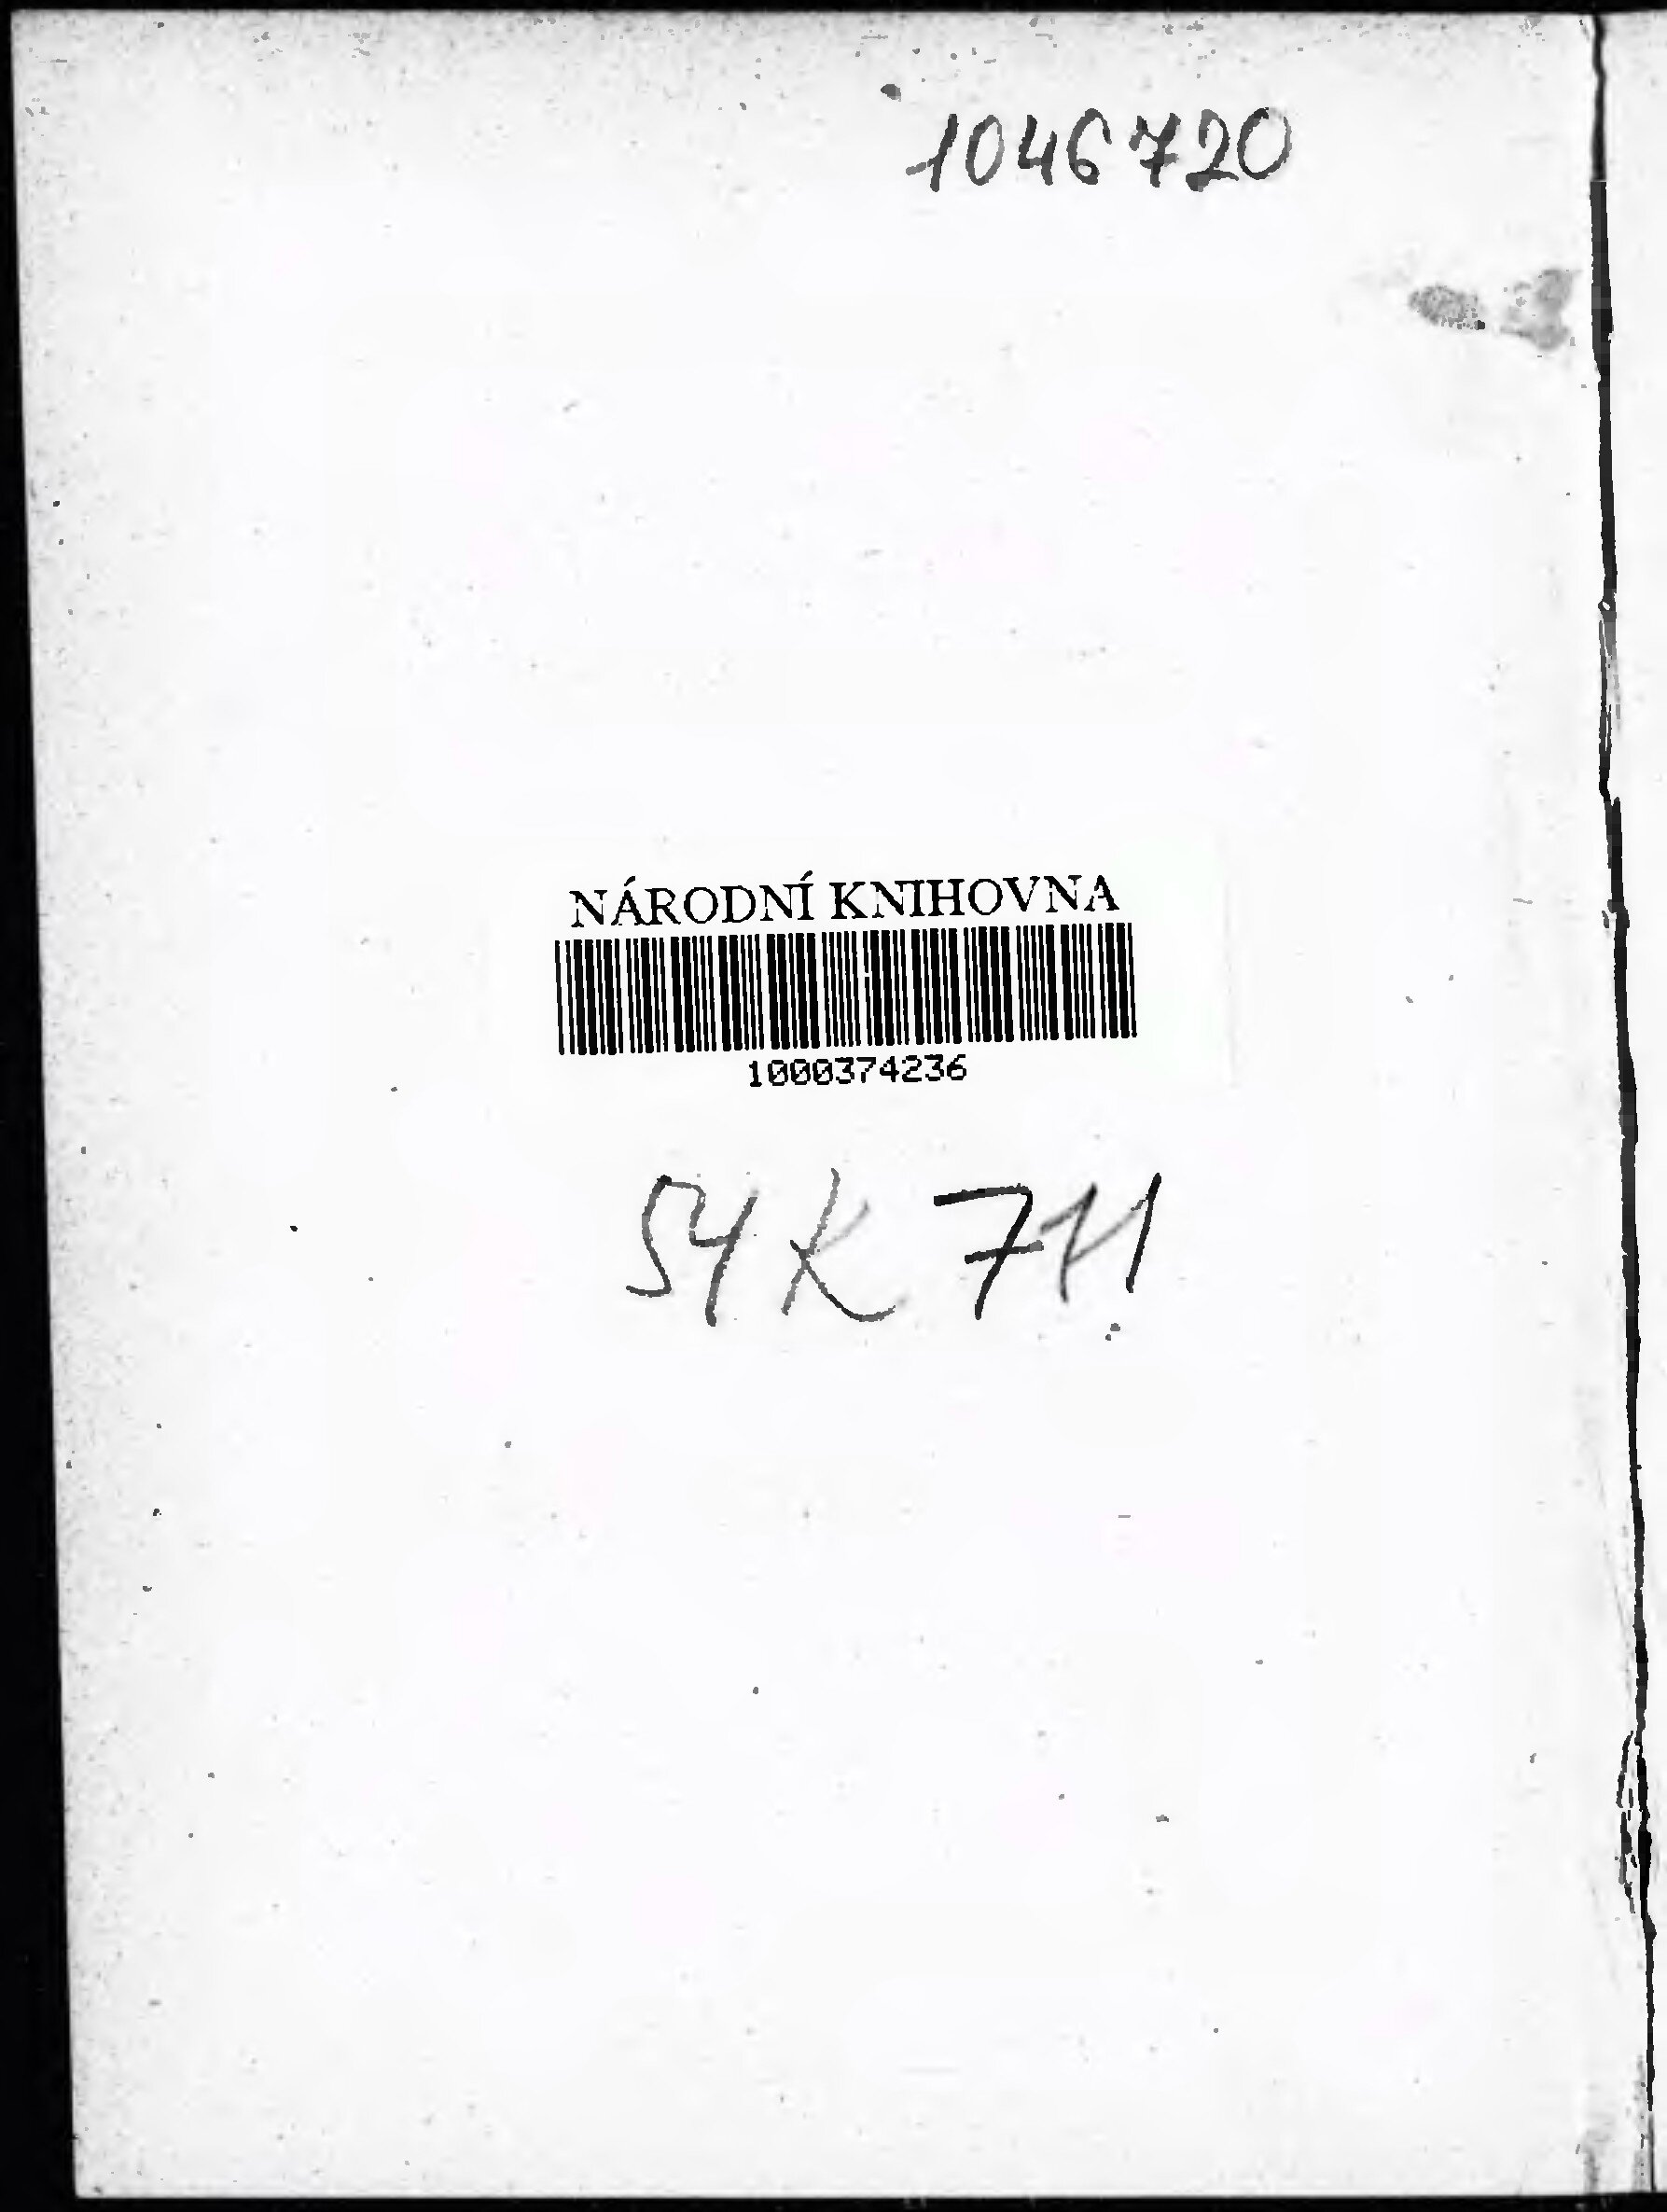 1046720
NÁRODNÍ KNIHOVNA
1000374236
54 K 711